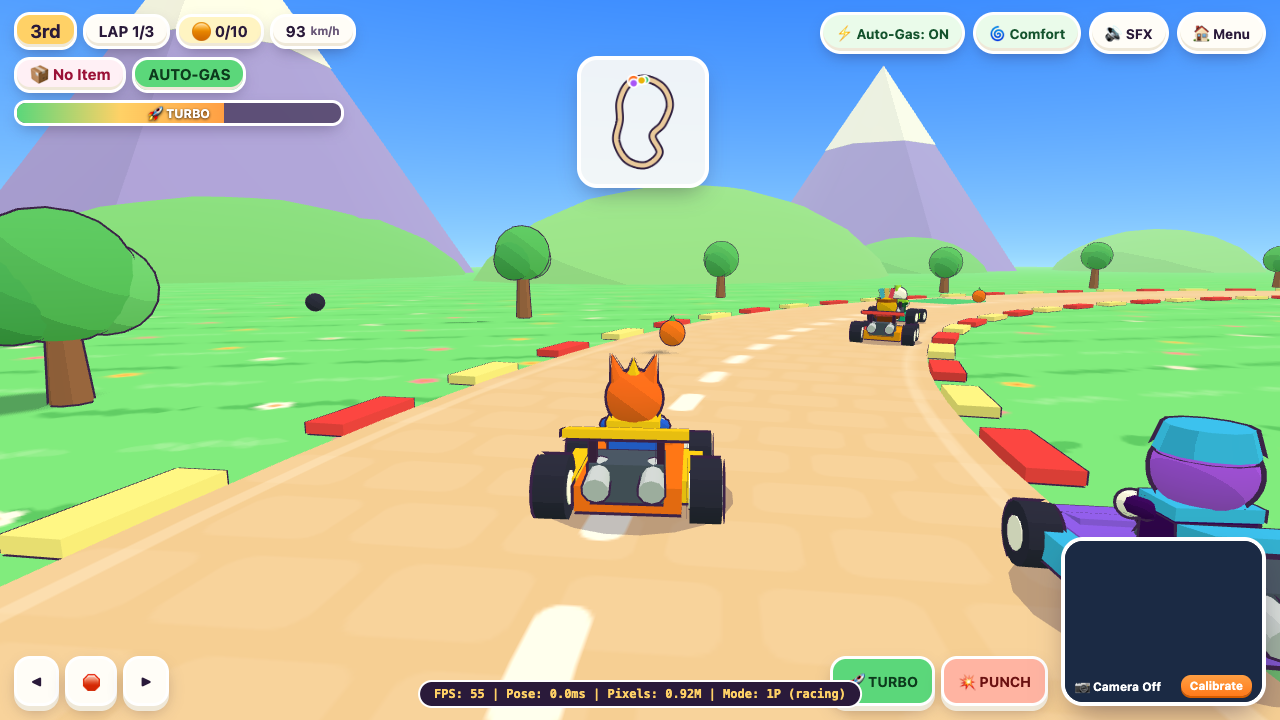 3rd
LAP 1/3
0/10
93 km/h
Auto-Gas: ON
Comfort
SFX
Menu
No Item
AUTO-GAS
TURBO
Camera Off
Calibrate
TURBO
PUNCH
FPS: 55 | Pose: 0.0ms | Pixels: 0.92M | Mode: 1P (racing)